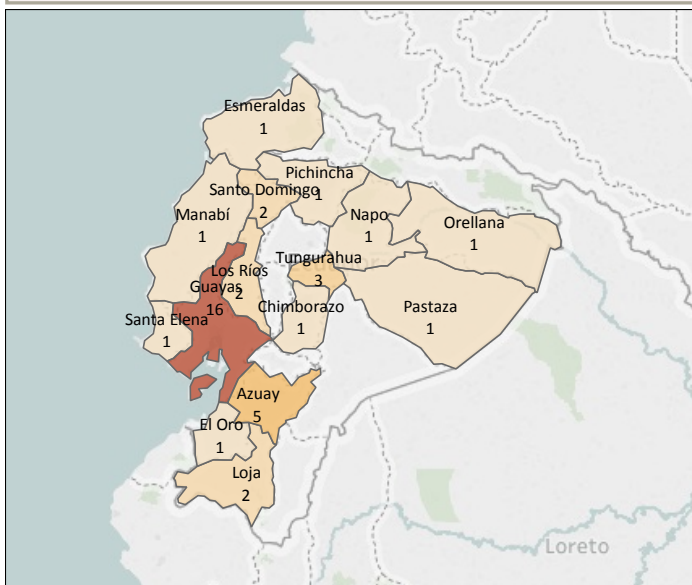 Esmeraldas
1
Pichincha
1
Santo Domingo
2
Manabí
1
Napo
1
Orellana
1
Tungurahua
3
Los Ríos
2
Guayas
16
Chimborazo
1
Pastaza
1
Santa Elena
1
Azuay
5
El Oro
1
Loja
2
Loreto